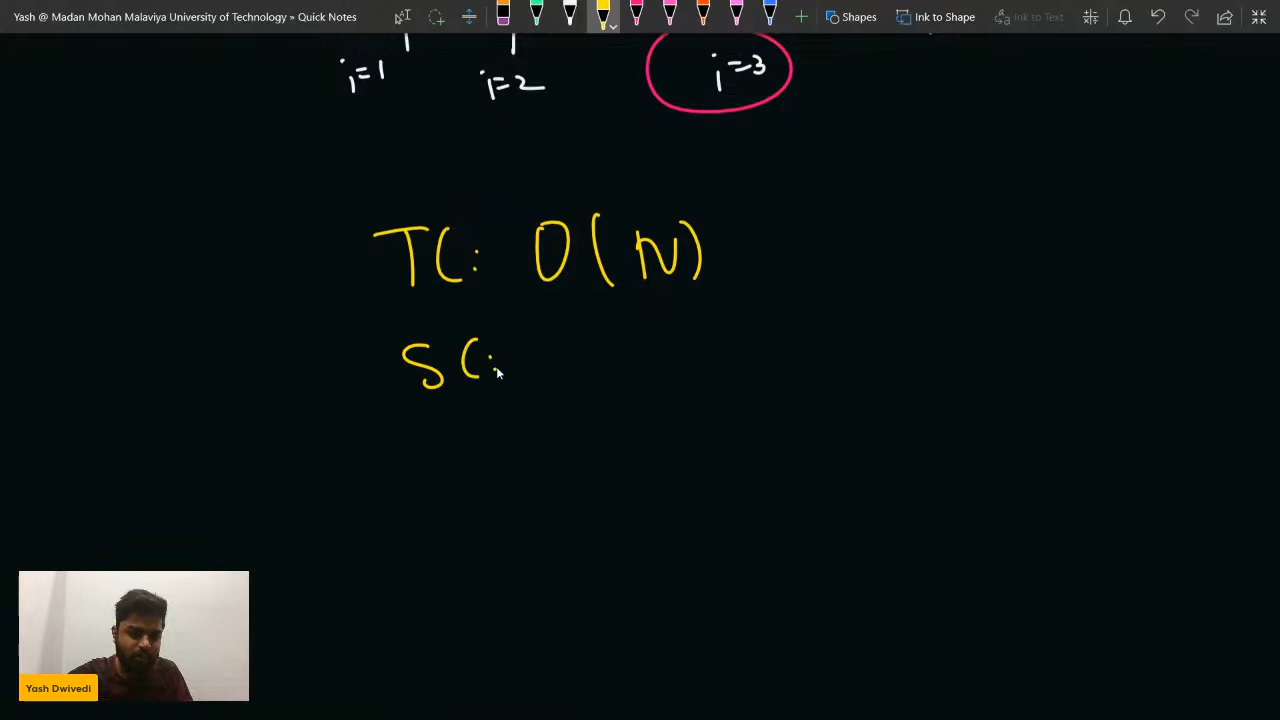 Yash @ Madan Mohan Malaviya University of Technology » Quick Notes
Shapes
Ink to Shape
Ink to Text
i=1
i=2
i=3
TC: O(N)
SC:
Yash Dwivedi